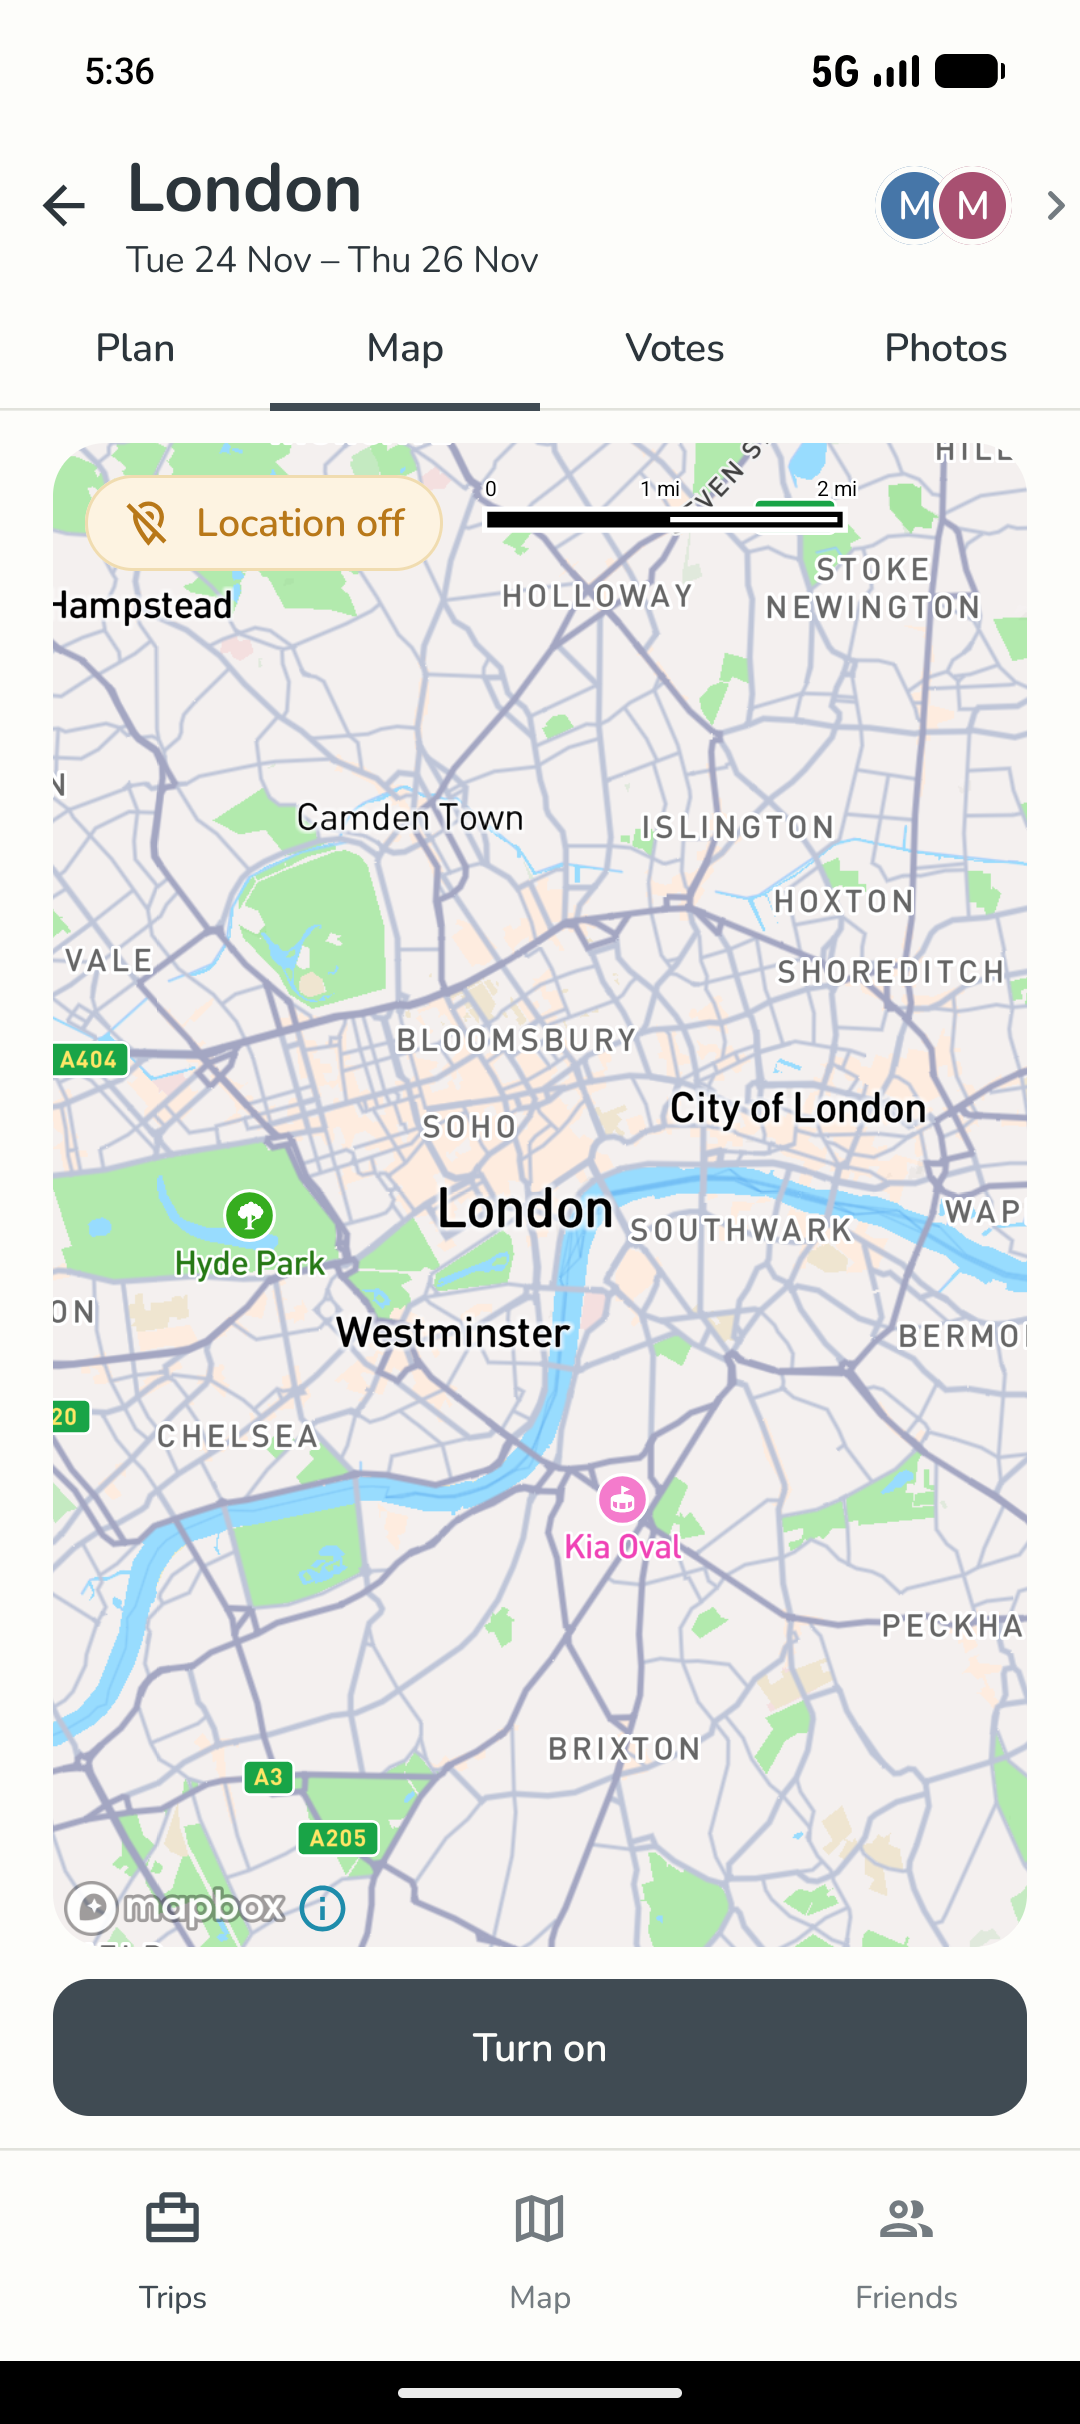 5:36
5G
London
Tue 24 Nov – Thu 26 Nov
M
M
Plan
Map
Votes
Photos
Location off
0
1 mi
2 mi
Hampstead
HOLLOWAY
STOKE
NEWINGTON
Camden Town
ISLINGTON
HOXTON
VALE
SHOREDITCH
BLOOMSBURY
A404
City of London
SOHO
London
SOUTHWARK
Hyde Park
Westminster
CHELSEA
Kia Oval
BRIXTON
A3
A205
mapbox
Turn on
Trips
Map
Friends